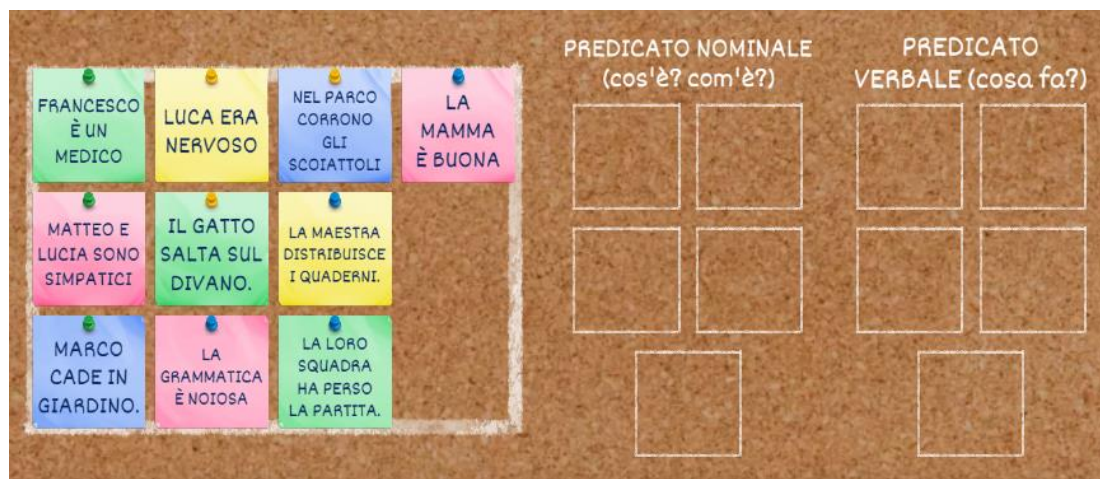 PREDICATO NOMINALE
(cos'è? com'è?)
PREDICATO
VERBALE (cosa fa?)
FRANCESCO
È UN
MEDICO
LUCA ERA
NERVOSO
NEL PARCO
CORRONO
GLI
SCOIATTOLI
LA
MAMMA
È BUONA
MATTEO E
LUCIA SONO
SIMPATICI
IL GATTO
SALTA SUL
DIVANO.
LA MAESTRA
DISTRIBUISCE
I QUADERNI.
MARCO
CADE IN
GIARDINO.
LA
GRAMMATICA
È NOIOSA
LA LORO
SQUADRA
HA PERSO
LA PARTITA.